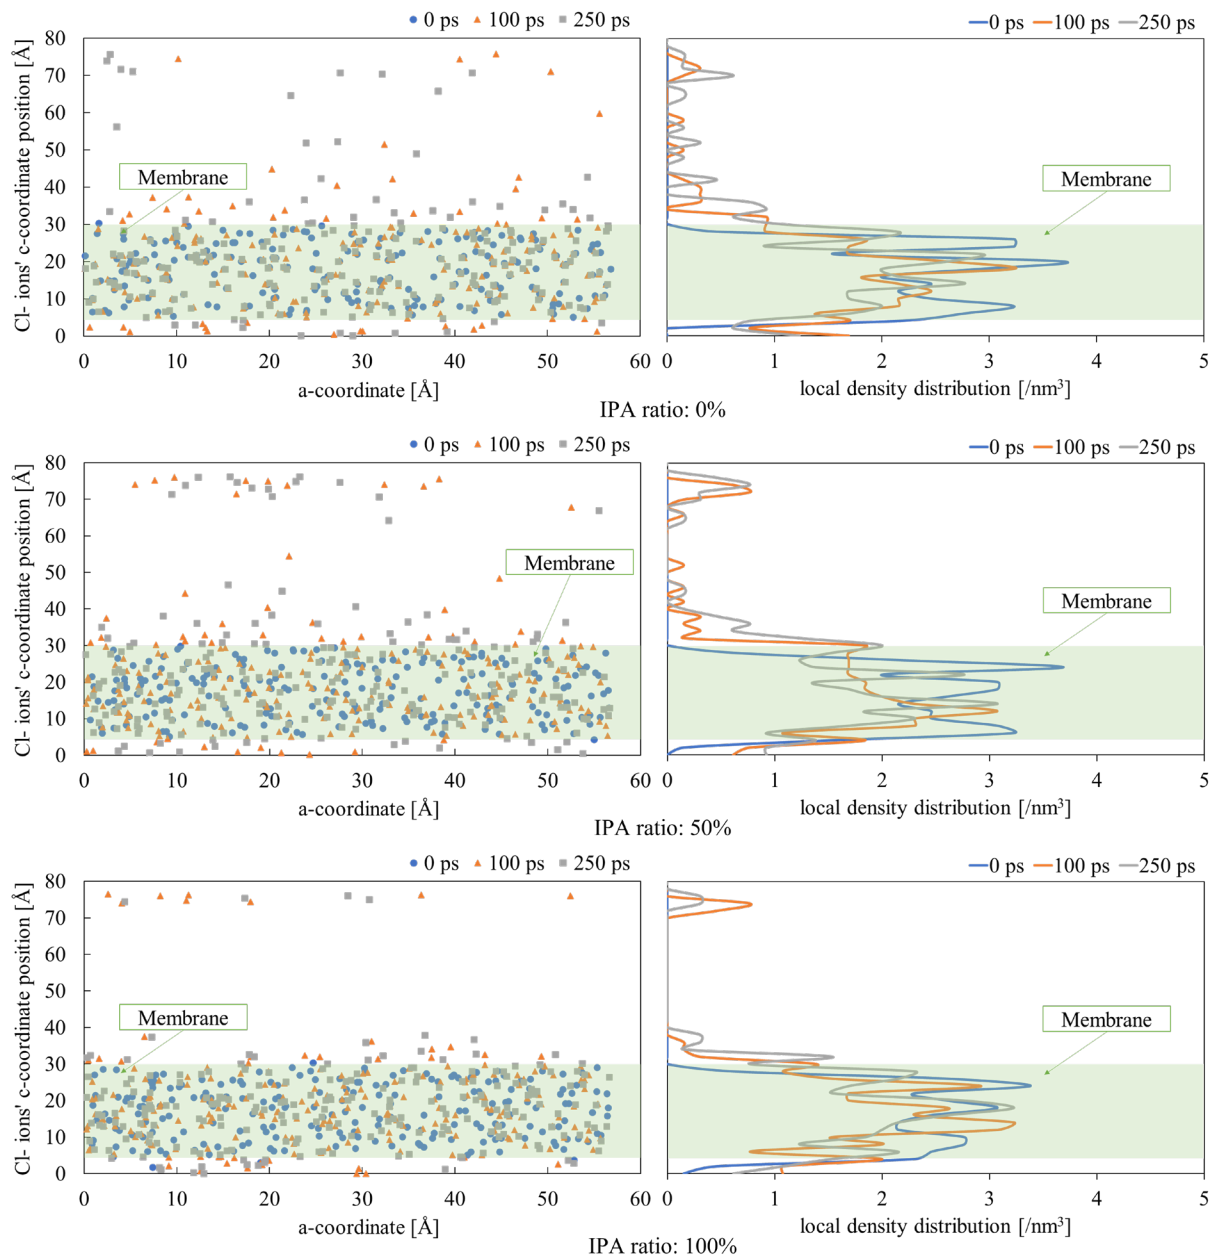 0 ps 100 ps 250 ps
0 ps 100 ps 250 ps
Cl- ions' c-coordinate position [Å]
80
70
60
50
40
30
20
10
0
Membrane
0 10 20 30 40 50 60
a-coordinate [Å]
Membrane
0 1 2 3 4 5
local density distribution [/nm³]
IPA ratio: 0%
0 ps 100 ps 250 ps
0 ps 100 ps 250 ps
Cl- ions' c-coordinate position [Å]
80
70
60
50
40
30
20
10
0
Membrane
0 10 20 30 40 50 60
a-coordinate [Å]
Membrane
0 1 2 3 4 5
local density distribution [/nm³]
IPA ratio: 50%
0 ps 100 ps 250 ps
0 ps 100 ps 250 ps
Cl- ions' c-coordinate position [Å]
80
70
60
50
40
30
20
10
0
Membrane
0 10 20 30 40 50 60
a-coordinate [Å]
Membrane
0 1 2 3 4 5
local density distribution [/nm³]
IPA ratio: 100%